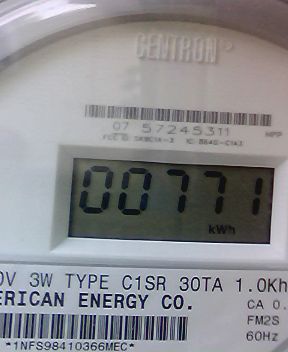 CENTRON
07 57245311
MPP
00771
kWh
0V 3W TYPE C1SR 30TA 1.0Kh
ERICAN ENERGY CO.
CA 0.
FM2S
60Hz
*1NFS98410366MEC*